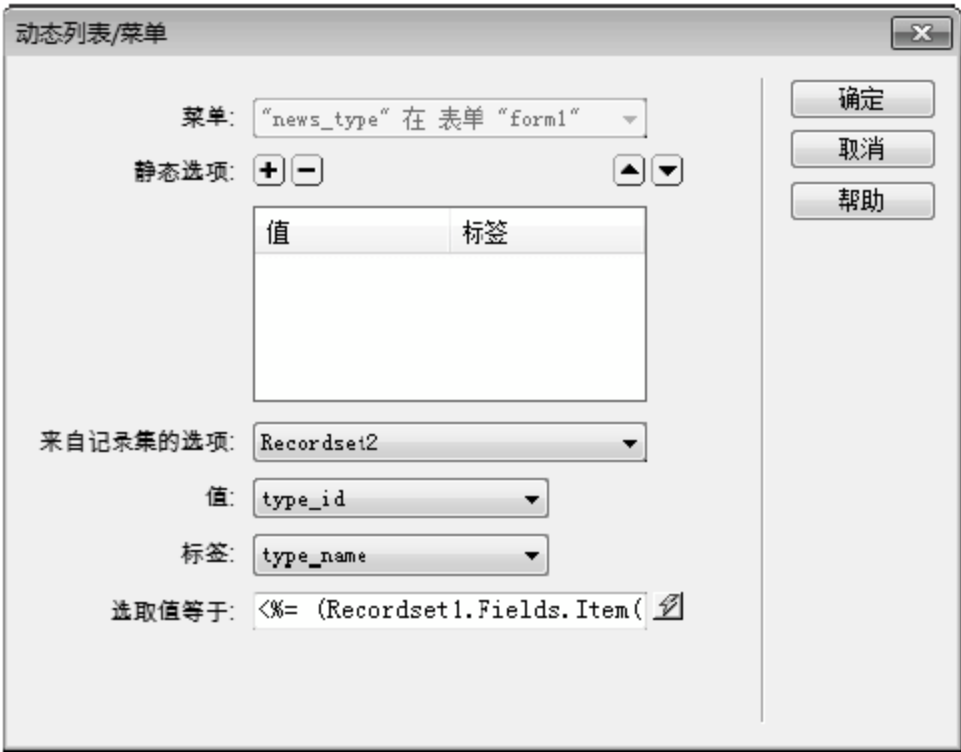 动态列表/菜单
菜单: "news_type" 在 表单 "form1"
静态选项:
值 标签
来自记录集的选项: Recordset2
值: type_id
标签: type_name
选取值等于: <%= (Recordset1.Fields.Item(
确定
取消
帮助